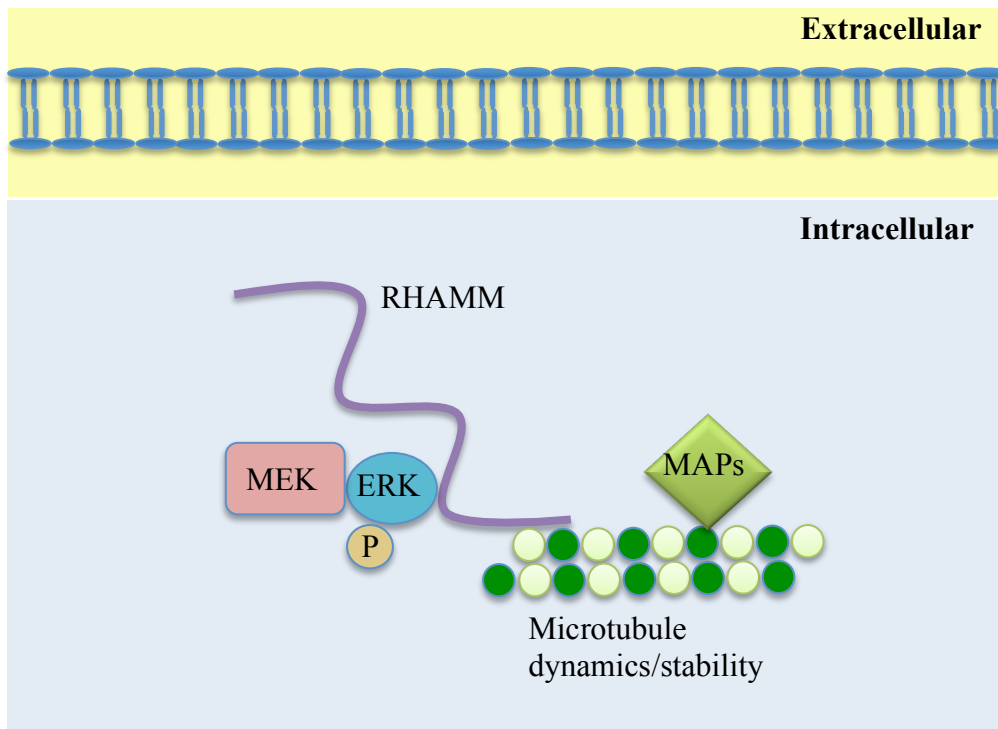 Extracellular
Intracellular
RHAMM
MAPs
MEK
ERK
P
Microtubule
dynamics/stability